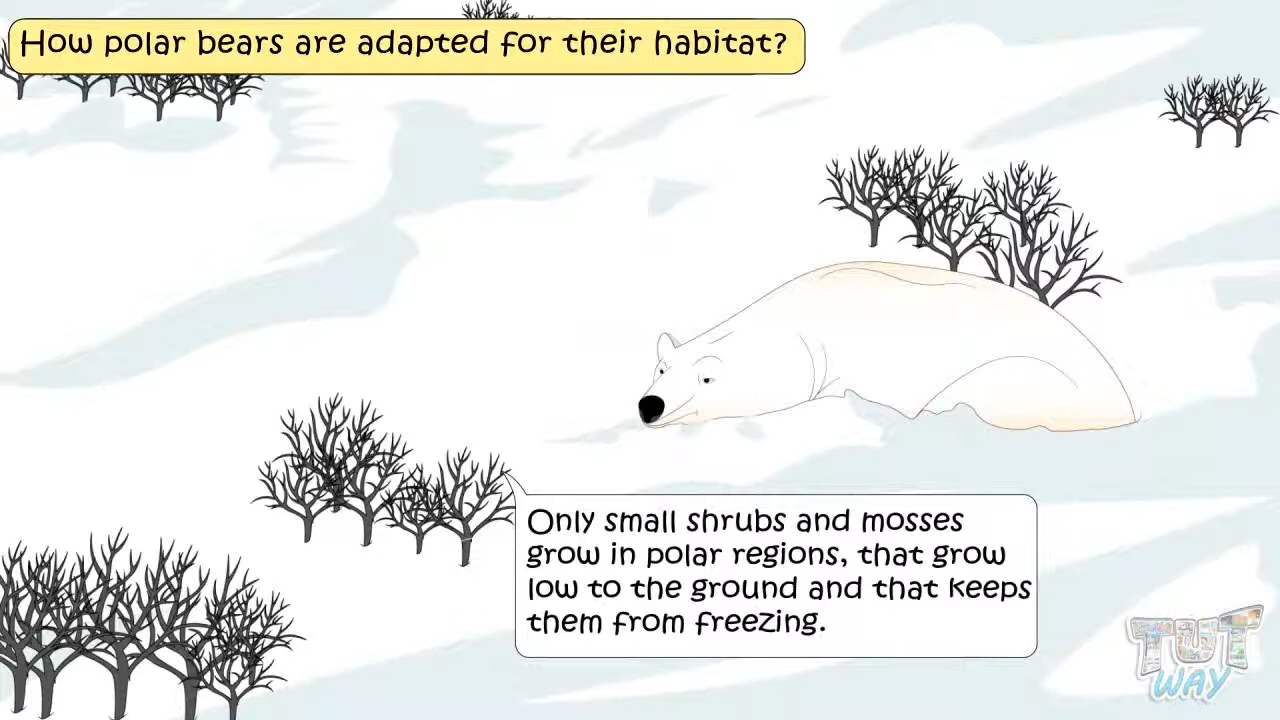 How polar bears are adapted for their habitat?
Only small shrubs and mosses
grow in polar regions, that grow
low to the ground and that keeps
them from freezing.
TUT
WAY